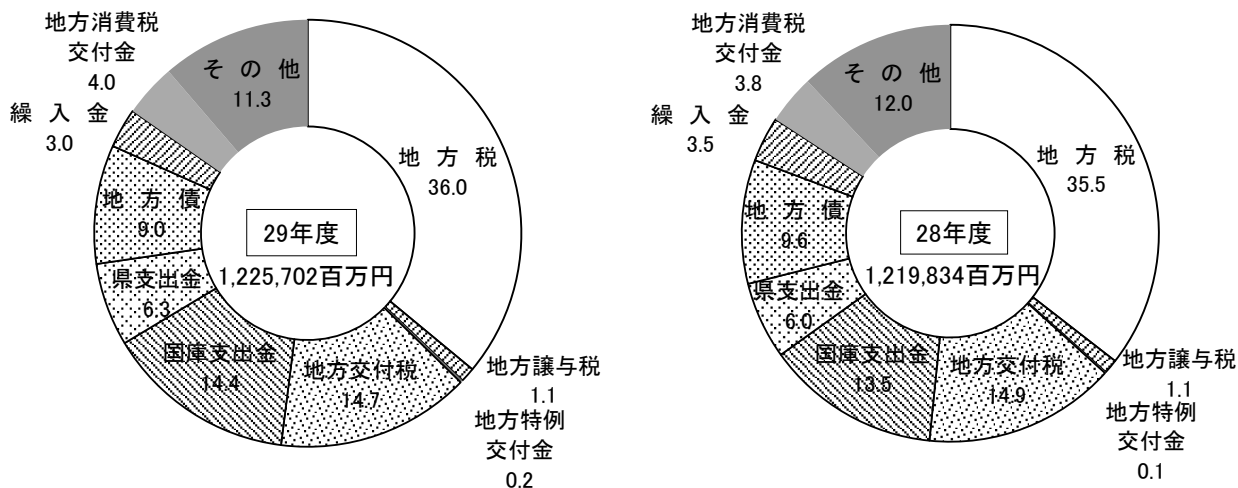 地方消費税
交付金
4.0
その他
11.3
繰入金
3.0
地方税
36.0
地方債
9.0
29年度
1,225,702百万円
県支出金
6.3
国庫支出金
14.4
地方交付税
14.7
地方譲与税
1.1
地方特例
交付金
0.2
地方消費税
交付金
3.8
その他
12.0
繰入金
3.5
地方税
35.5
地方債
9.6
28年度
1,219,834百万円
県支出金
6.0
国庫支出金
13.5
地方交付税
14.9
地方譲与税
1.1
地方特例
交付金
0.1